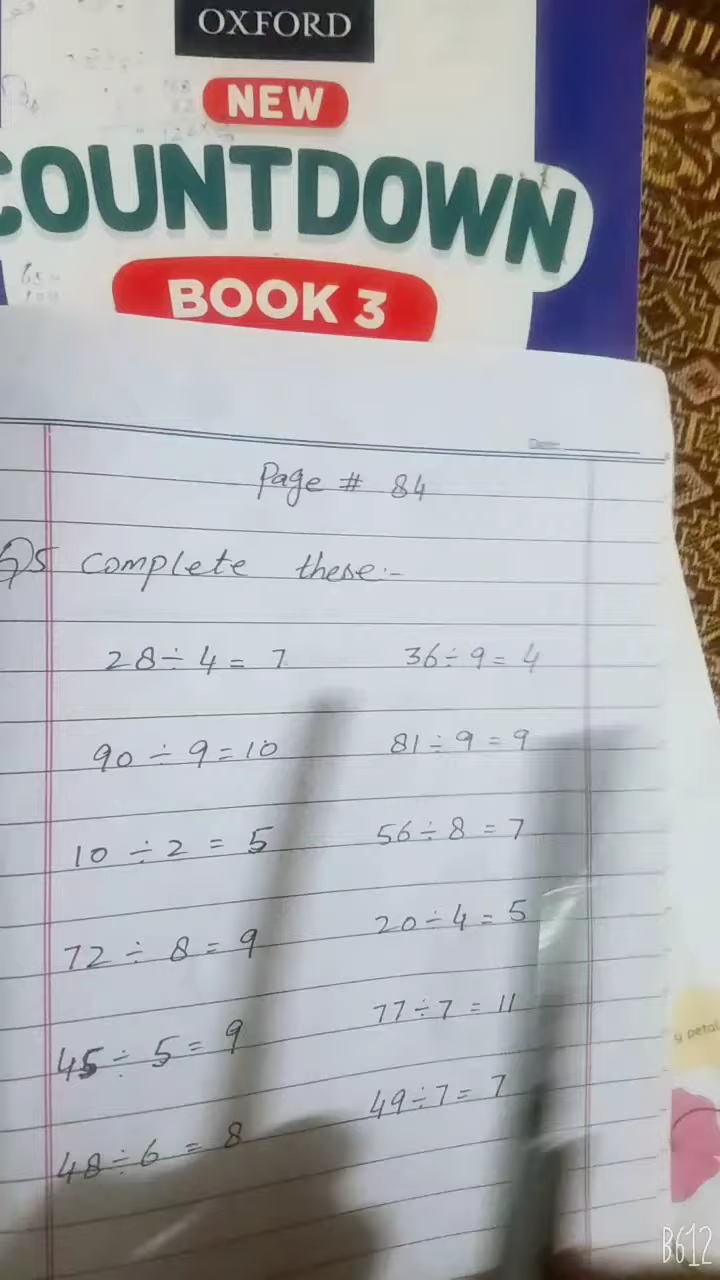 OXFORD
NEW
COUNTDOWN
BOOK 3
Date:
Page # 84
Q5 complete these:-
28 ÷ 4 = 7 36 ÷ 9 = 4
90 ÷ 9 = 10 81 ÷ 9 = 9
10 ÷ 2 = 5 56 ÷ 8 = 7
72 ÷ 8 = 9 20 ÷ 4 = 5
45 ÷ 5 = 9 77 ÷ 7 = 11
48 ÷ 6 = 8 49 ÷ 7 = 7
y petal
B612